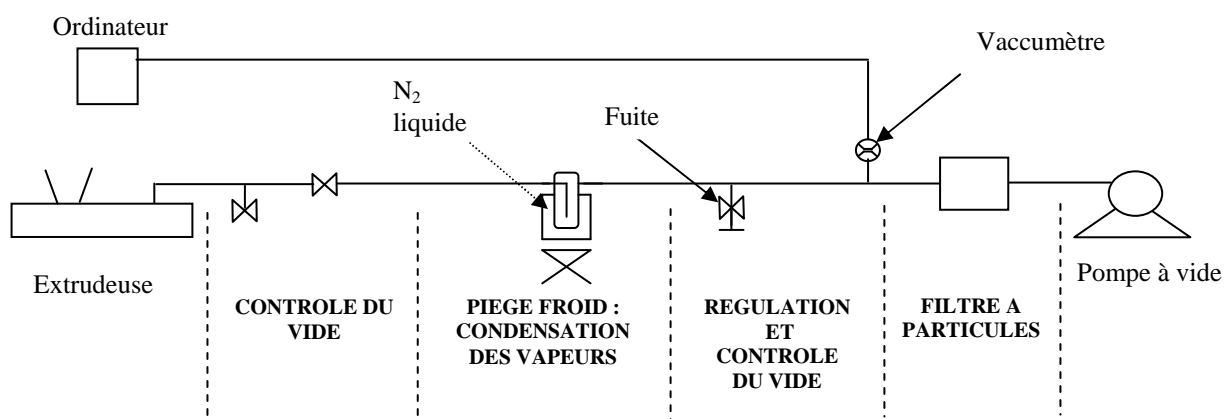 Ordinateur
Vaccumètre
N₂
liquide
Fuite
Extrudeuse
Pompe à vide
CONTROLE DU
VIDE
PIEGE FROID :
CONDENSATION
DES VAPEURS
REGULATION
ET
CONTROLE
DU VIDE
FILTRE A
PARTICULES